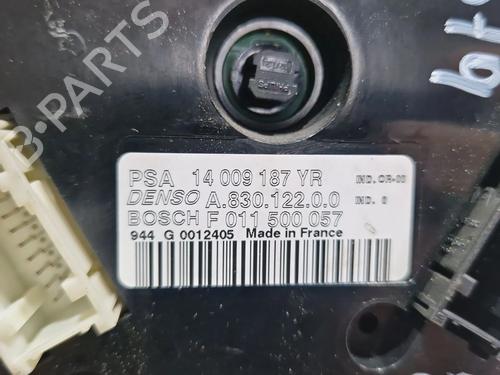 PSA 14 009 187 YR IND. OR-00
DENSO A.830.122.0.0 IND. 0
BOSCH F 011 500 057
944 G 0012405 Made in France
B-PARTS